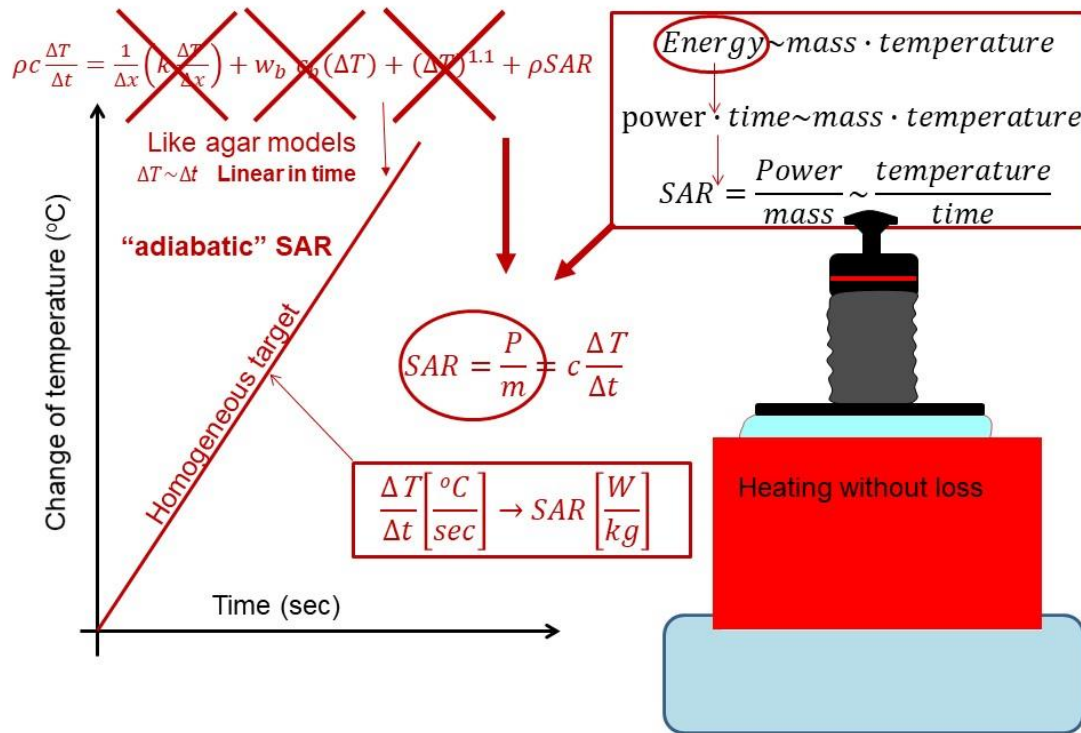 ρc ΔT/Δt = 1/Δx (k ΔT/Δx) + w_b c_b(ΔT) + (ΔT)^1.1 + ρSAR
Like agar models
ΔT~Δt Linear in time
"adiabatic" SAR
Homogeneous target
Change of temperature (°C)
Time (sec)
Energy~mass · temperature
power · time~mass · temperature
SAR = Power/mass ~ temperature/time
SAR = P/m = c ΔT/Δt
ΔT/Δt [°C/sec] → SAR [W/kg]
Heating without loss